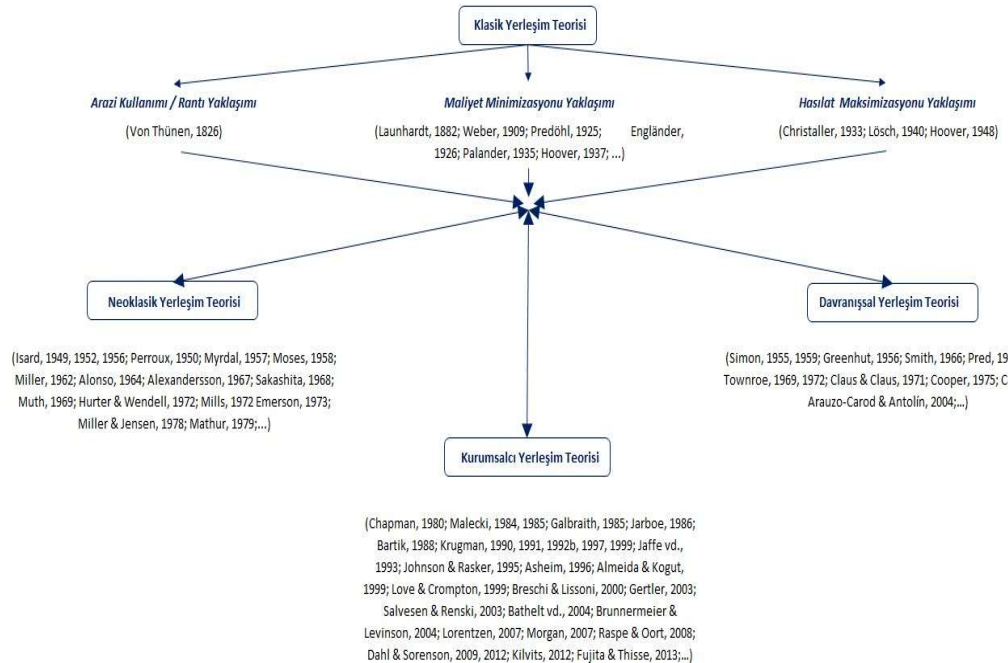 Klasik Yerleşim Teorisi
Arazi Kullanımı / Rantı Yaklaşımı
(Von Thünen, 1826)
Maliyet Minimizasyonu Yaklaşımı
(Launhardt, 1882; Weber, 1909; Predöhl, 1925; Engländer,
1926; Palander, 1935; Hoover, 1937; ...)
Hasılat Maksimizasyonu Yaklaşımı
(Christaller, 1933; Lösch, 1940; Hoover, 1948)
Neoklasik Yerleşim Teorisi
(Isard, 1949, 1952, 1956; Perroux, 1950; Myrdal, 1957; Moses, 1958;
Miller, 1962; Alonso, 1964; Alexandersson, 1967; Sakashita, 1968;
Muth, 1969; Hurter & Wendell, 1972; Mills, 1972 Emerson, 1973;
Miller & Jensen, 1978; Mathur, 1979;...)
Davranışsal Yerleşim Teorisi
(Simon, 1955, 1959; Greenhut, 1956; Smith, 1966; Pred, 19
Townroe, 1969, 1972; Claus & Claus, 1971; Cooper, 1975; C
Arauzo-Carod & Antolín, 2004;...)
Kurumsalcı Yerleşim Teorisi
(Chapman, 1980; Malecki, 1984, 1985; Galbraith, 1985; Jarboe, 1986;
Bartik, 1988; Krugman, 1990, 1991, 1992b, 1997, 1999; Jaffe vd.,
1993; Johnson & Rasker, 1995; Asheim, 1996; Almeida & Kogut,
1999; Love & Crompton, 1999; Breschi & Lissoni, 2000; Gertler, 2003;
Salvesen & Renski, 2003; Bathelt vd., 2004; Brunnermeier &
Levinson, 2004; Lorentzen, 2007; Morgan, 2007; Raspe & Oort, 2008;
Dahl & Sorenson, 2009, 2012; Kilvits, 2012; Fujita & Thisse, 2013;...)